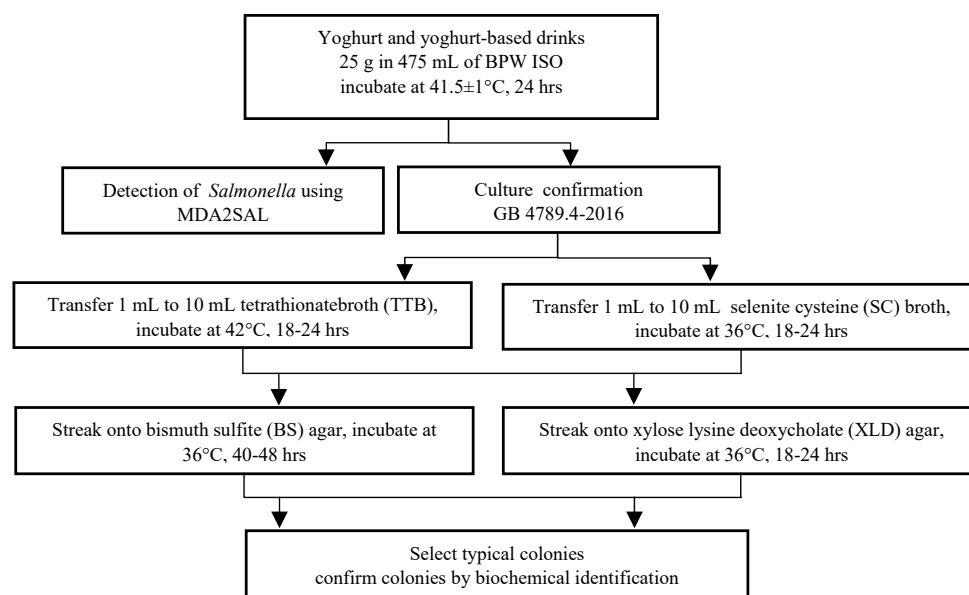 Yoghurt and yoghurt-based drinks
25 g in 475 mL of BPW ISO
incubate at 41.5±1°C, 24 hrs
Detection of Salmonella using
MDA2SAL
Culture confirmation
GB 4789.4-2016
Transfer 1 mL to 10 mL tetrathionatebroth (TTB),
incubate at 42°C, 18-24 hrs
Transfer 1 mL to 10 mL selenite cysteine (SC) broth,
incubate at 36°C, 18-24 hrs
Streak onto bismuth sulfite (BS) agar, incubate at
36°C, 40-48 hrs
Streak onto xylose lysine deoxycholate (XLD) agar,
incubate at 36°C, 18-24 hrs
Select typical colonies
confirm colonies by biochemical identification